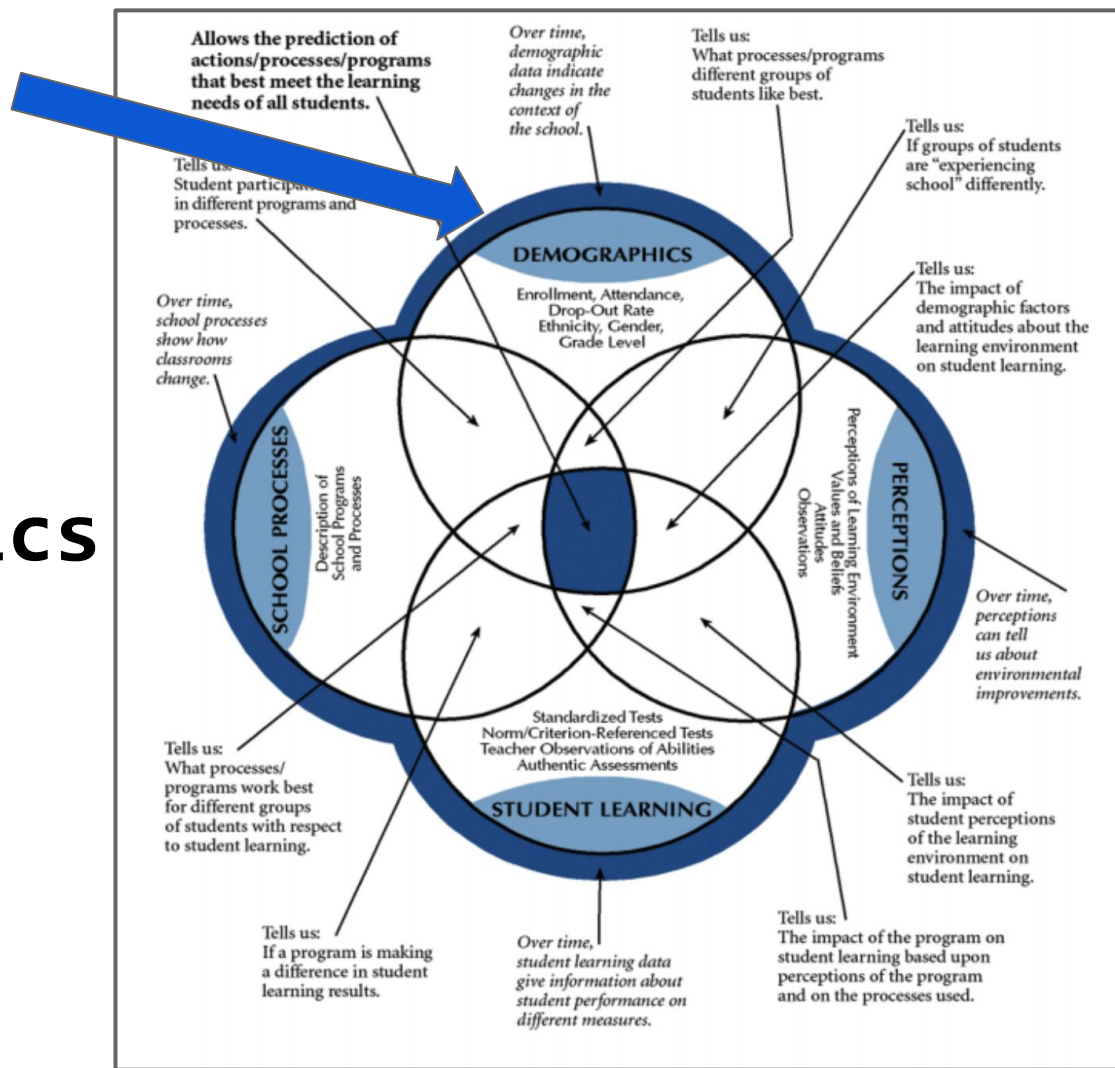 Allows the prediction of
actions/processes/programs
that best meet the learning
needs of all students.
Over time,
demographic
data indicate
changes in the
context of
the school.
Tells us:
What processes/programs
different groups of
students like best.
Tells us:
If groups of students
are “experiencing
school” differently.
Tells us:
Student
in different programs and
processes.
Tells us:
The impact of
demographic factors
and attitudes about the
learning environment
on student learning.
Over time,
school processes
show how
classrooms
change.
DEMOGRAPHICS
Enrollment, Attendance,
Drop-Out Rate
Ethnicity, Gender,
Grade Level
SCHOOL PROCESSES
Description of
School Programs
and Processes
PERCEPTIONS
Perceptions of Learning Environment
Values and Beliefs
Attitudes
Observations
ics
Over time,
perceptions
can tell
us about
environmental
improvements.
Standardized Tests
Norm/Criterion-Referenced Tests
Teacher Observations of Abilities
Authentic Assessments
STUDENT LEARNING
Tells us:
What processes/
programs work best
for different groups
of students with respect
to student learning.
Tells us:
The impact of
student perceptions
of the learning
environment on
student learning.
Tells us:
If a program is making
a difference in student
learning results.
Over time,
student learning data
give information about
student performance on
different measures.
Tells us:
The impact of the program on
student learning based upon
perceptions of the program
and on the processes used.